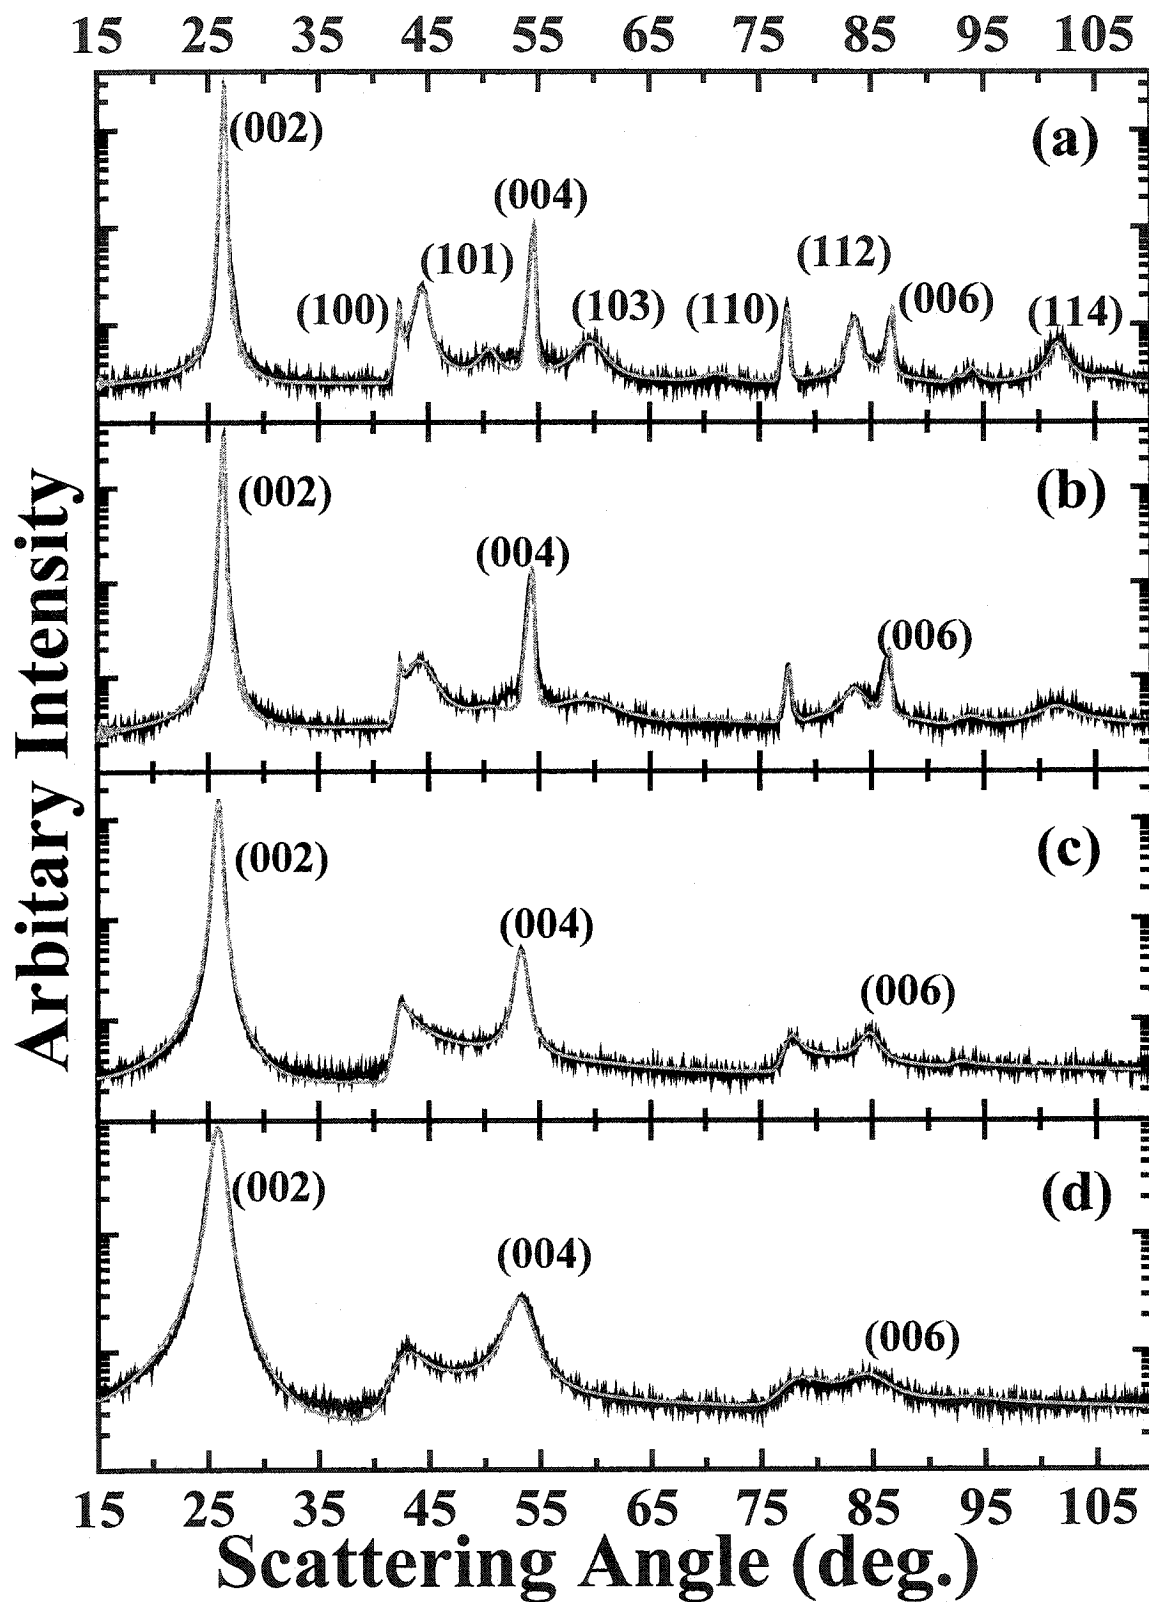 15 25 35 45 55 65 75 85 95 105
(a)
(002)
(004)
(101)
(112)
(100)
(103)
(110)
(006)
(114)
(b)
(002)
(004)
(006)
(c)
(002)
(004)
(006)
(d)
(002)
(004)
(006)
Arbitary Intensity
15 25 35 45 55 65 75 85 95 105
Scattering Angle (deg.)